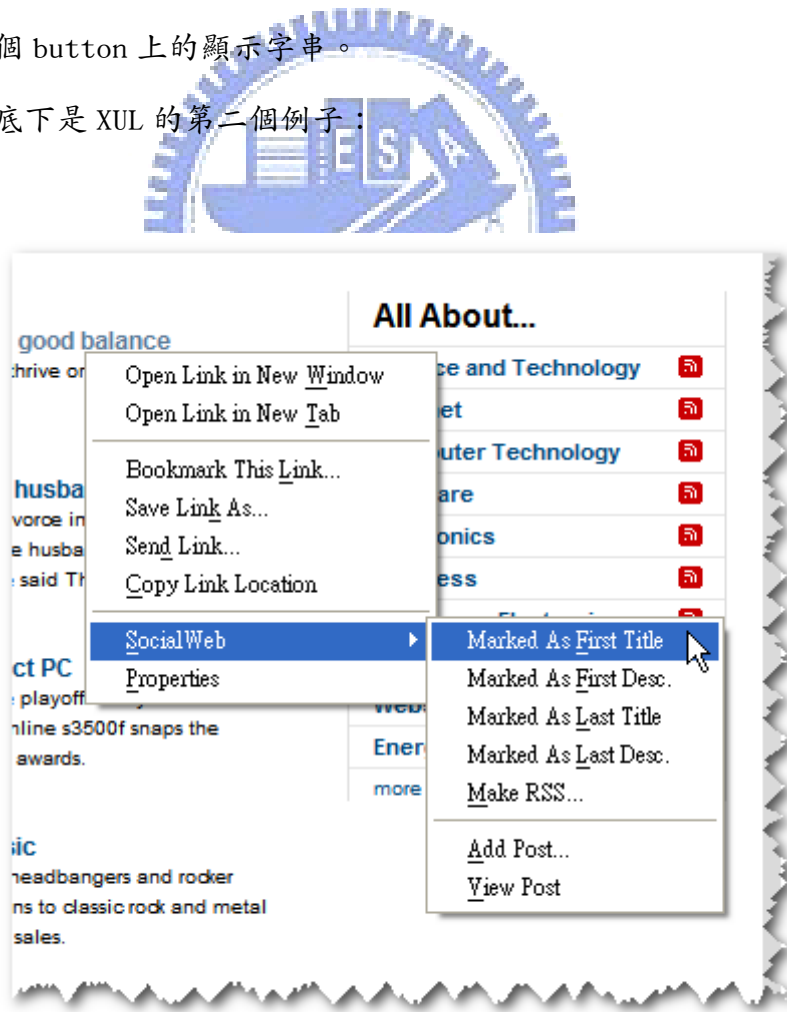 個 button 上的顯示字串。
底下是 XUL 的第二個例子：
E S A
good balance
thrive or
husba
vorce in
e husba
said Th
ct PC
playoff
nline s3500f snaps the
awards.
sic
headbangers and rocker
ns to classic rock and metal
sales.
All About...
ce and Technology
et
uter Technology
are
onics
ess
Webs
Ener
more
Open Link in New Window
Open Link in New Tab
Bookmark This Link...
Save Link As...
Send Link...
Copy Link Location
SocialWeb
Properties
Marked As First Title
Marked As First Desc.
Marked As Last Title
Marked As Last Desc.
Make RSS...
Add Post...
View Post